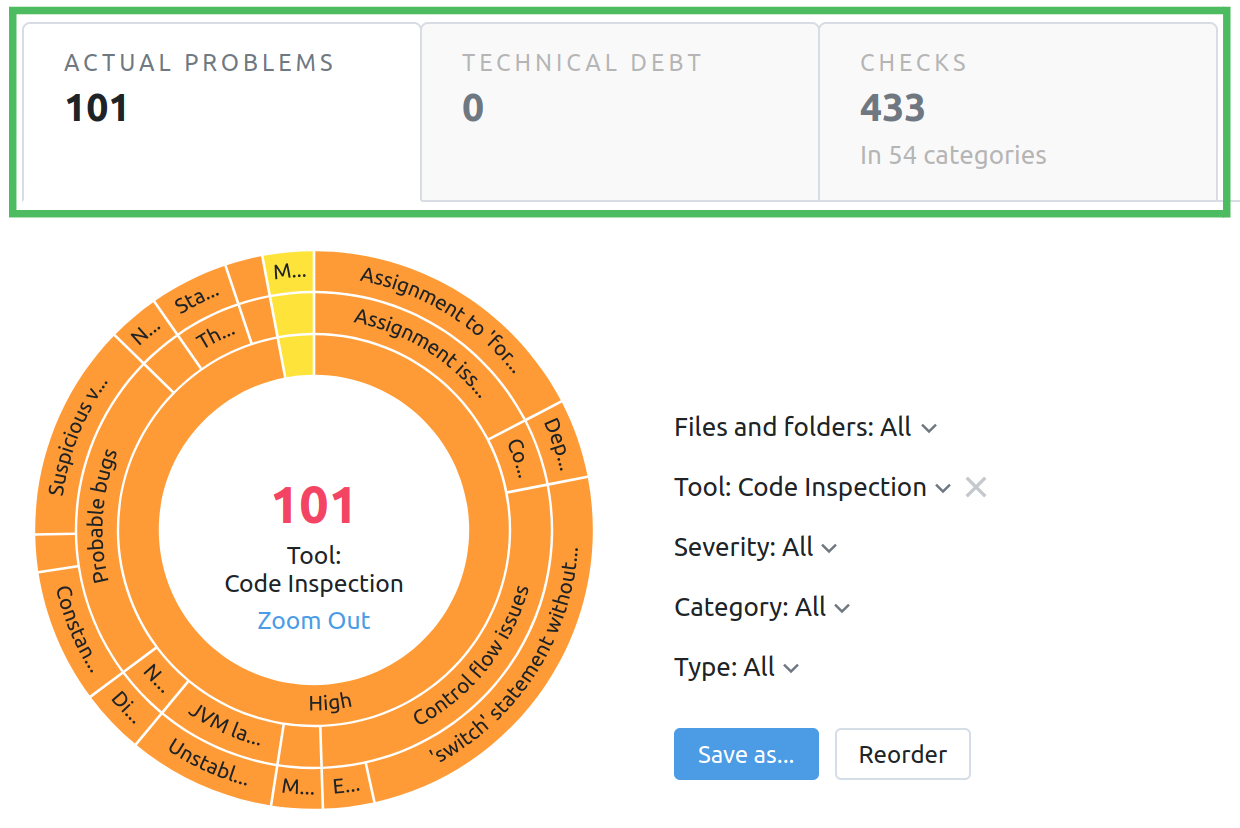 ACTUAL PROBLEMS
101
TECHNICAL DEBT
0
CHECKS
433
In 54 categories
M...
Assignment to 'for...
Assignment iss...
Dep...
Co...
'switch' statement without...
Control flow issues
E...
M...
High
JVM la...
Unstabl...
N...
Di...
Constan...
Probable bugs
Suspicious v...
N...
Sta...
Th...
101
Tool:
Code Inspection
Zoom Out
Files and folders: All
Tool: Code Inspection
Severity: All
Category: All
Type: All
Save as...
Reorder